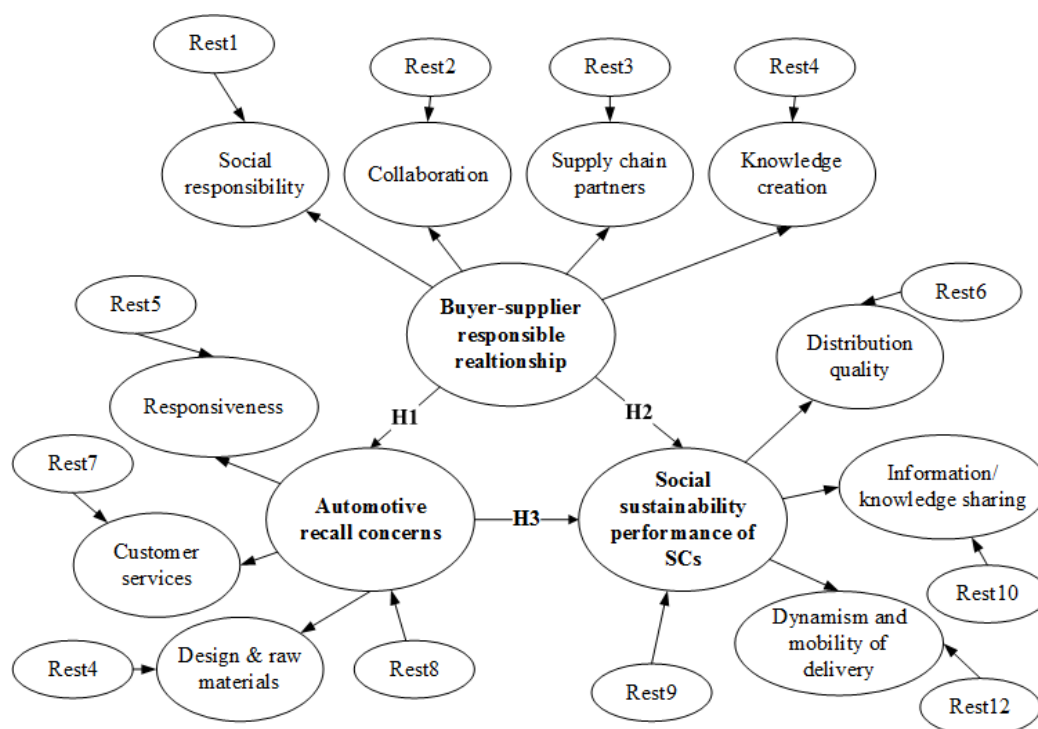 Rest1
Rest2
Rest3
Rest4
Social
responsibility
Collaboration
Supply chain
partners
Knowledge
creation
Buyer-supplier
responsible
realtionship
Rest5
Rest6
Distribution
quality
Responsiveness
H1
H2
Rest7
Information/
knowledge sharing
Automotive
recall concerns
H3
Social
sustainability
performance of
SCs
Customer
services
Rest10
Dynamism and
mobility of
delivery
Rest4
Design & raw
materials
Rest8
Rest9
Rest12